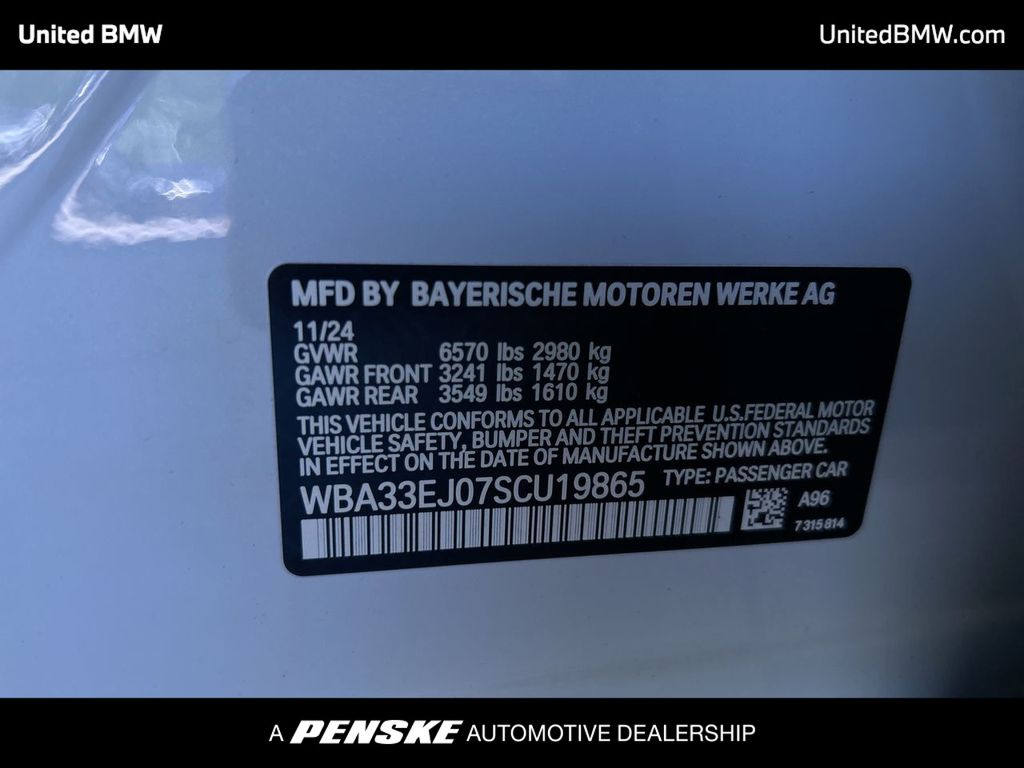 United BMW
UnitedBMW.com
MFD BY BAYERISCHE MOTOREN WERKE AG
11/24
GVWR 6570 lbs 2980 kg
GAWR FRONT 3241 lbs 1470 kg
GAWR REAR 3549 lbs 1610 kg
THIS VEHICLE CONFORMS TO ALL APPLICABLE U.S.FEDERAL MOTOR
VEHICLE SAFETY, BUMPER AND THEFT PREVENTION STANDARDS
IN EFFECT ON THE DATE OF MANUFACTURE SHOWN ABOVE.
WBA33EJ07SCU19865 TYPE: PASSENGER CAR
A96
7315814
A PENSKE AUTOMOTIVE DEALERSHIP